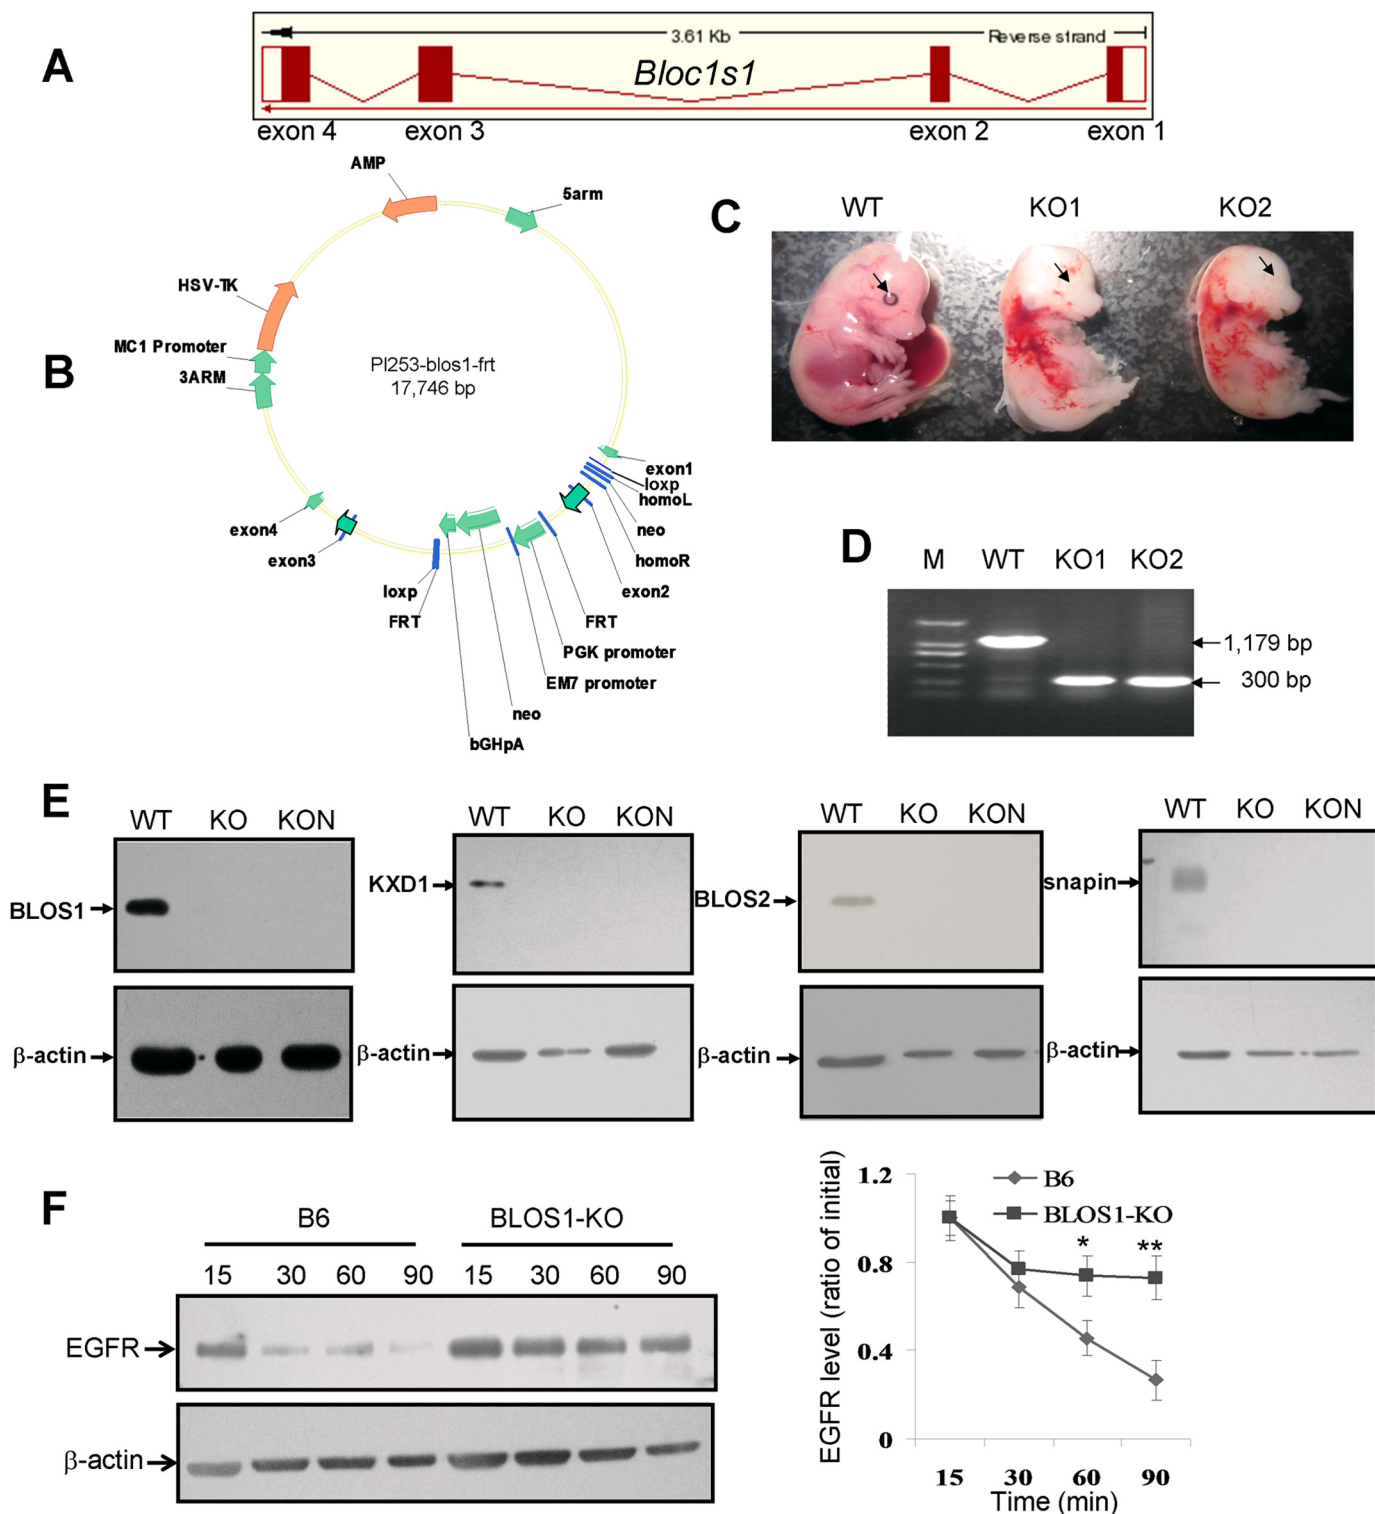 A
3.61 Kb
Reverse strand
Bloc1s1
exon 4
exon 3
exon 2
exon 1
B
AMP
5arm
HSV-TK
MC1 Promoter
3ARM
PI253-blos1-frt
17,746 bp
exon1
loxp
homoL
neo
homoR
exon2
exon4
exon3
loxp
FRT
FRT
PGK promoter
EM7 promoter
neo
bGHpA
C
WT KO1 KO2
D
M WT KO1 KO2
1,179 bp
300 bp
E
WT KO KON
BLOS1
β-actin
WT KO KON
KXD1
β-actin
WT KO KON
BLOS2
β-actin
WT KO KON
snapin
β-actin
F
B6 BLOS1-KO
15 30 60 90 15 30 60 90
EGFR
β-actin
EGFR level (ratio of initial)
1.2
0.8
0.4
0
B6
BLOS1-KO
* **
15 30 60 90
Time (min)